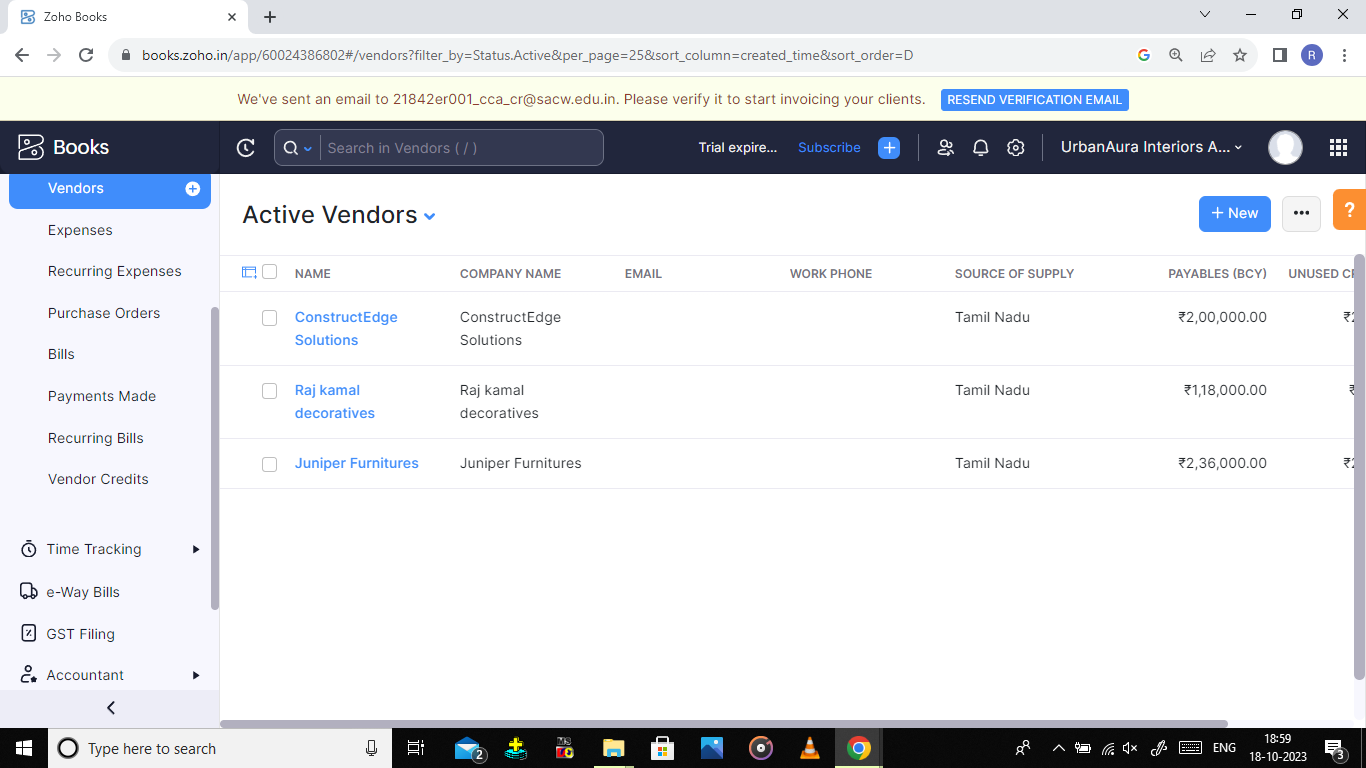 Zoho Books
books.zoho.in/app/60024386802#/vendors?filter_by=Status.Active&per_page=25&sort_column=created_time&sort_order=D
R
We've sent an email to 21842er001_cca_cr@sacw.edu.in. Please verify it to start invoicing your clients. RESEND VERIFICATION EMAIL
Books
Search in Vendors ( / )
Trial expire... Subscribe
UrbanAura Interiors A...
Vendors
Expenses
Recurring Expenses
Purchase Orders
Bills
Payments Made
Recurring Bills
Vendor Credits
Time Tracking
e-Way Bills
GST Filing
Accountant
Active Vendors
+ New
?
NAME COMPANY NAME EMAIL WORK PHONE SOURCE OF SUPPLY PAYABLES (BCY) UNUSED
ConstructEdge Solutions ConstructEdge Solutions Tamil Nadu ₹2,00,000.00
Raj kamal decoratives Raj kamal decoratives Tamil Nadu ₹1,18,000.00
Juniper Furnitures Juniper Furnitures Tamil Nadu ₹2,36,000.00
Type here to search
2
ENG
18:59
18-10-2023
3